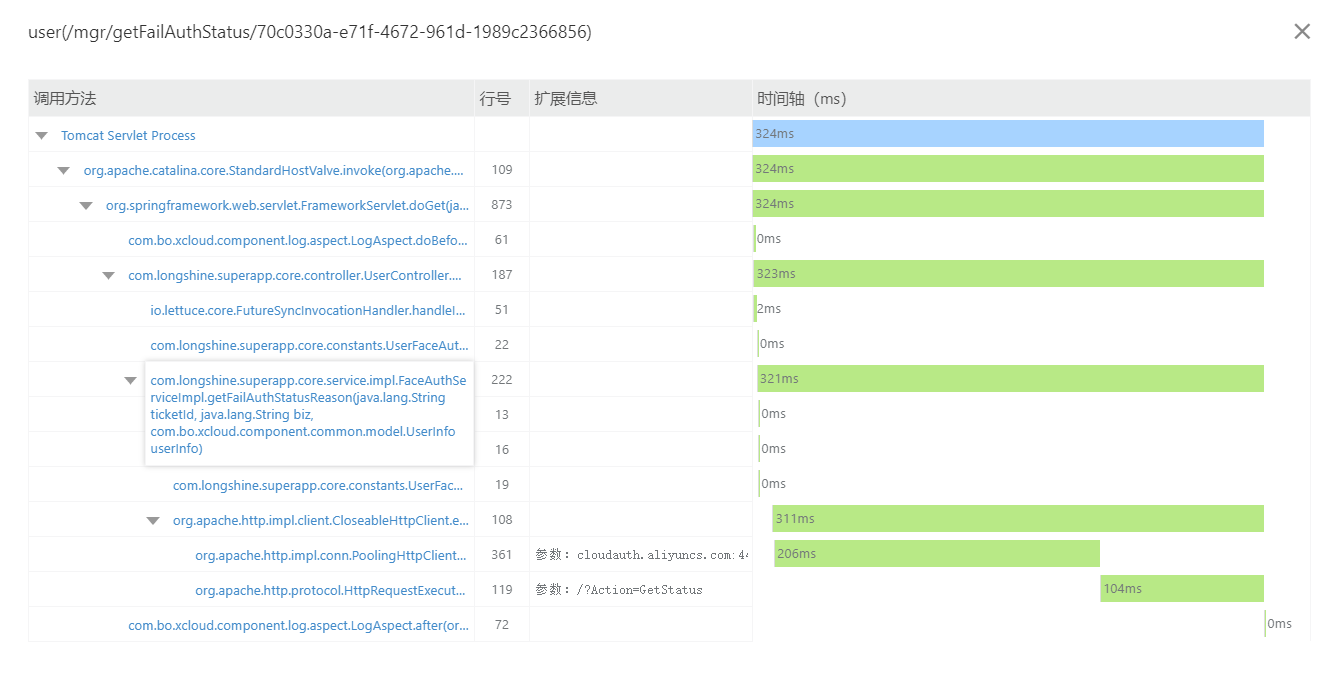 user(/mgr/getFailAuthStatus/70c0330a-e71f-4672-961d-1989c2366856)
调用方法 行号 扩展信息 时间轴（ms）
Tomcat Servlet Process 324ms
org.apache.catalina.core.StandardHostValve.invoke(org.apache.... 109 324ms
org.springframework.web.servlet.FrameworkServlet.doGet(ja... 873 324ms
com.bo.xcloud.component.log.aspect.LogAspect.doBefo... 61 0ms
com.longshine.superapp.core.controller.UserController.... 187 323ms
io.lettuce.core.FutureSyncInvocationHandler.handleI... 51 2ms
com.longshine.superapp.core.constants.UserFaceAut... 22 0ms
com.longshine.superapp.core.service.impl.FaceAuthSe 222 321ms
rviceImpl.getFailAuthStatusReason(java.lang.String
ticketId, java.lang.String biz, 13 0ms
com.bo.xcloud.component.common.model.UserInfo
userInfo) 16 0ms
com.longshine.superapp.core.constants.UserFac... 19 0ms
org.apache.http.impl.client.CloseableHttpClient.e... 108 311ms
org.apache.http.impl.conn.PoolingHttpClient... 361 参数: cloudauth.aliyuncs.com:44 206ms
org.apache.http.protocol.HttpRequestExecut... 119 参数: /?Action=GetStatus 104ms
com.bo.xcloud.component.log.aspect.LogAspect.after(or... 72 0ms